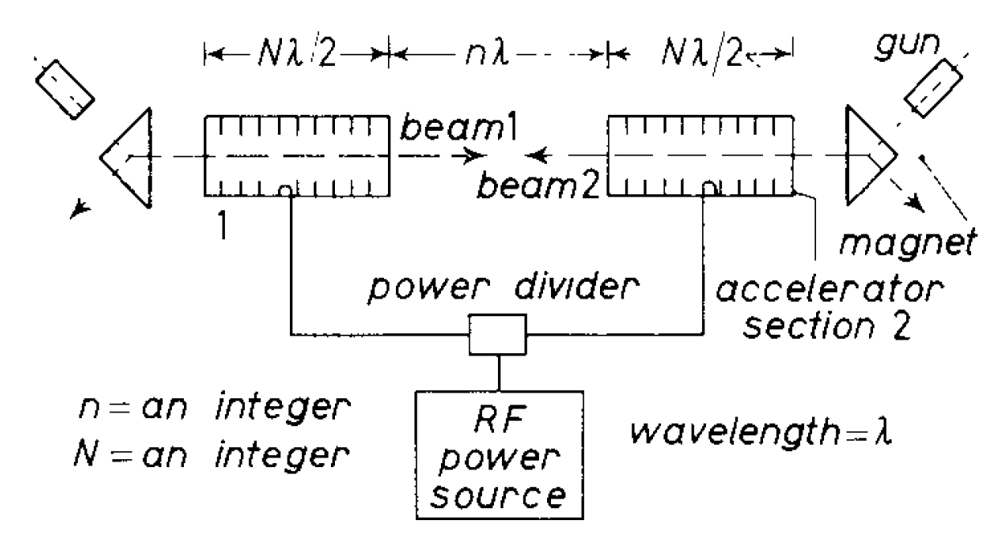 Nλ/2
nλ
Nλ/2
gun
beam1
beam2
1
magnet
power divider
accelerator
section 2
n=an integer
N=an integer
RF
power
source
wavelength=λ